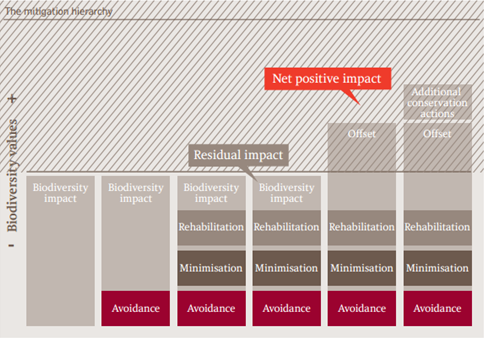 The mitigation hierarchy
- Biodiversity values +
Net positive impact
Additional
conservation
actions
Offset
Offset
Residual impact
Biodiversity
impact
Biodiversity
impact
Biodiversity
impact
Biodiversity
impact
Rehabilitation
Rehabilitation
Rehabilitation
Rehabilitation
Minimisation
Minimisation
Minimisation
Minimisation
Avoidance
Avoidance
Avoidance
Avoidance
Avoidance